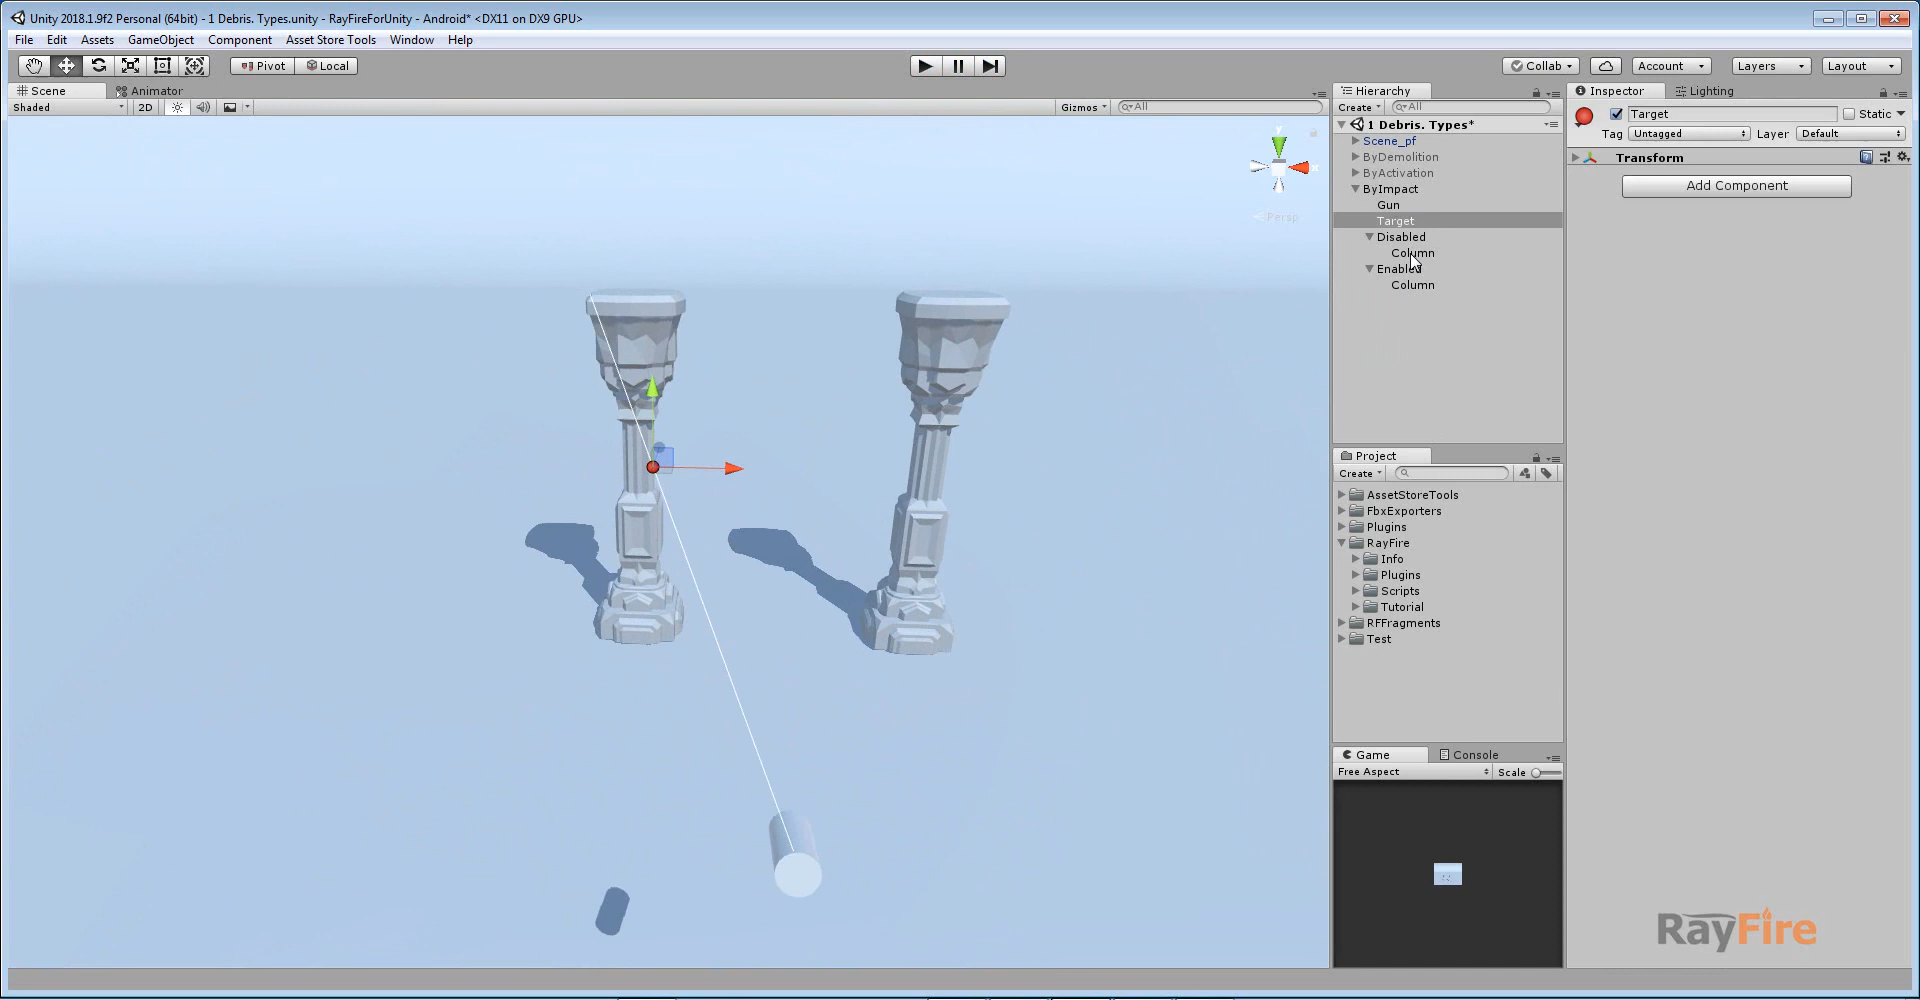 Unity 2018.1.9f2 Personal (64bit) - 1 Debris. Types.unity - RayFireForUnity - Android* <DX11 on DX9 GPU>
File Edit Assets GameObject Component Asset Store Tools Window Help
Pivot Local Collab Account Layers Layout
Scene Animator
Shaded 2D Gizmos All
y
x
Persp
Hierarchy
Create All
1 Debris. Types*
Scene_pf
ByDemolition
ByActivation
ByImpact
Gun
Target
Disabled
Column
Enabled
Column
Project
Create
AssetStoreTools
FbxExporters
Plugins
RayFire
Info
Plugins
Scripts
Tutorial
RFFragments
Test
Game Console
Free Aspect Scale
Inspector Lighting
Target Static
Tag Untagged Layer Default
Transform
Add Component
RayFire